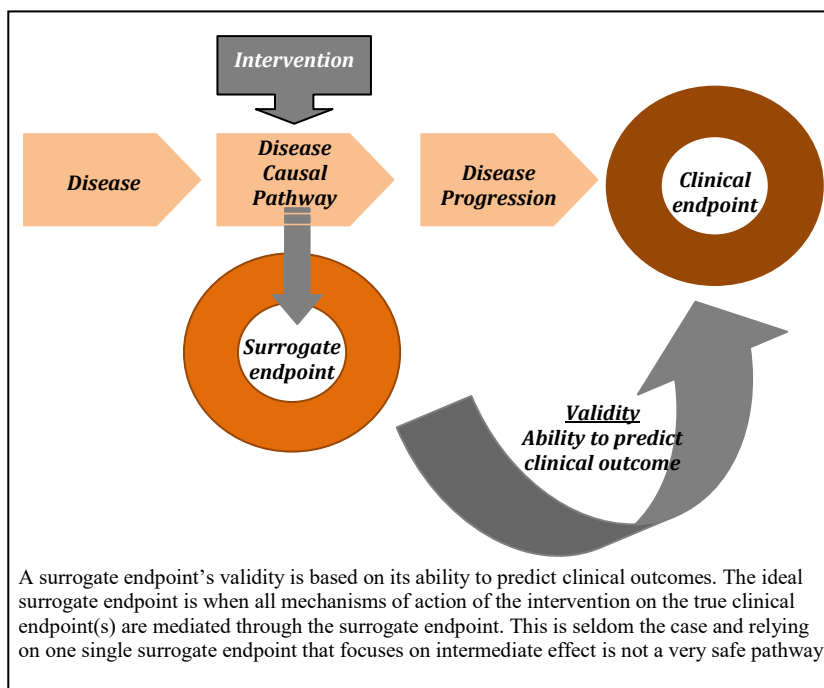 Intervention
Disease
Disease
Causal
Pathway
Disease
Progression
Clinical
endpoint
Surrogate
endpoint
Validity
Ability to predict
clinical outcome
A surrogate endpoint’s validity is based on its ability to predict clinical outcomes. The ideal
surrogate endpoint is when all mechanisms of action of the intervention on the true clinical
endpoint(s) are mediated through the surrogate endpoint. This is seldom the case and relying
on one single surrogate endpoint that focuses on intermediate effect is not a very safe pathway